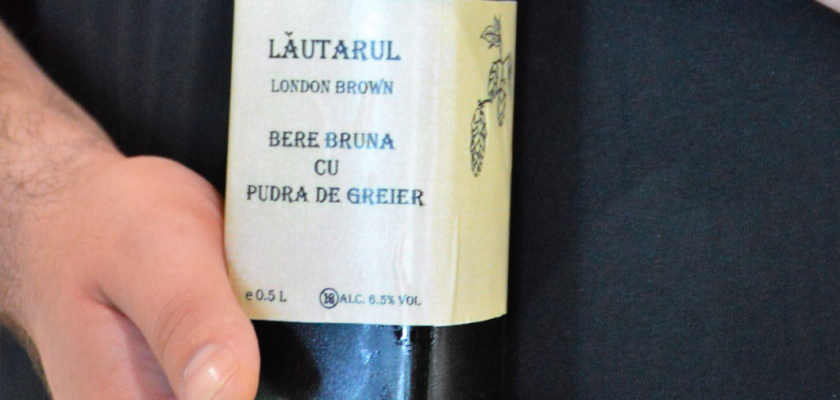 LĂUTARUL
LONDON BROWN
BERE BRUNA
CU
PUDRA DE GREIER
e 0.5 L 18 ALC. 6.5% VOL